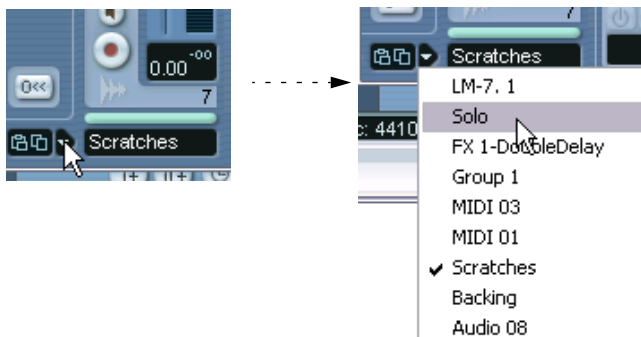 0.00
-oo
0<<
7
Scratches
7
Scratches
c: 4410
LM-7. 1
Solo
FX 1-DoubleDelay
Group 1
MIDI 03
MIDI 01
Scratches
Backing
Audio 08